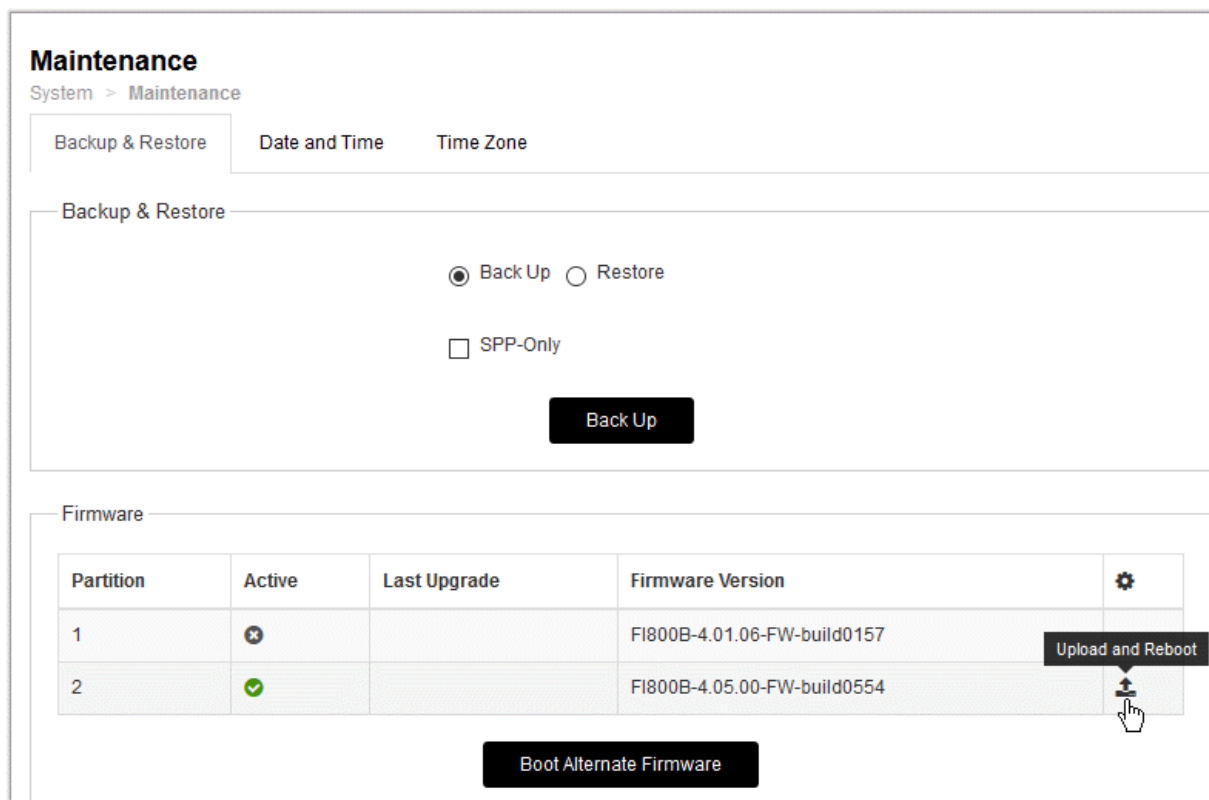 Maintenance
System > Maintenance
Backup & Restore Date and Time Time Zone
Backup & Restore
Back Up Restore
SPP-Only
Back Up
Firmware
Partition Active Last Upgrade Firmware Version
1 FI800B-4.01.06-FW-build0157
Upload and Reboot
2 FI800B-4.05.00-FW-build0554
Boot Alternate Firmware